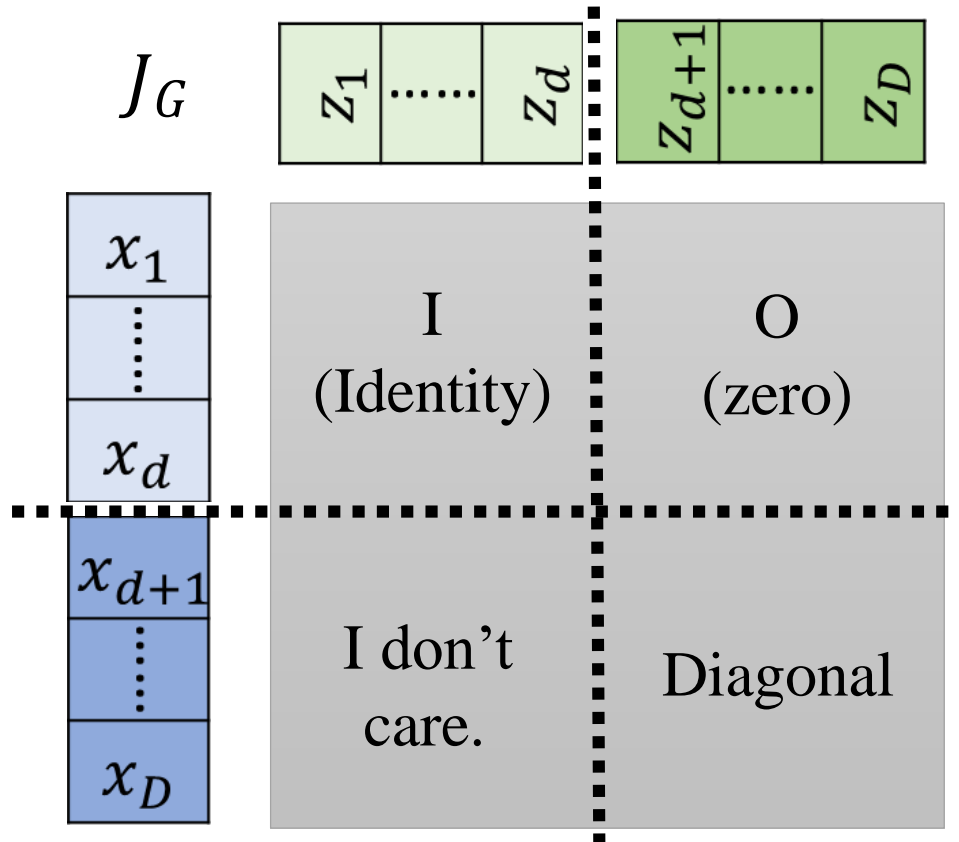 J_G
z_1 ...... z_d z_{d+1} ...... z_D
x_1
......
x_d
x_{d+1}
......
x_D
I
(Identity)
O
(zero)
I don't
care.
Diagonal